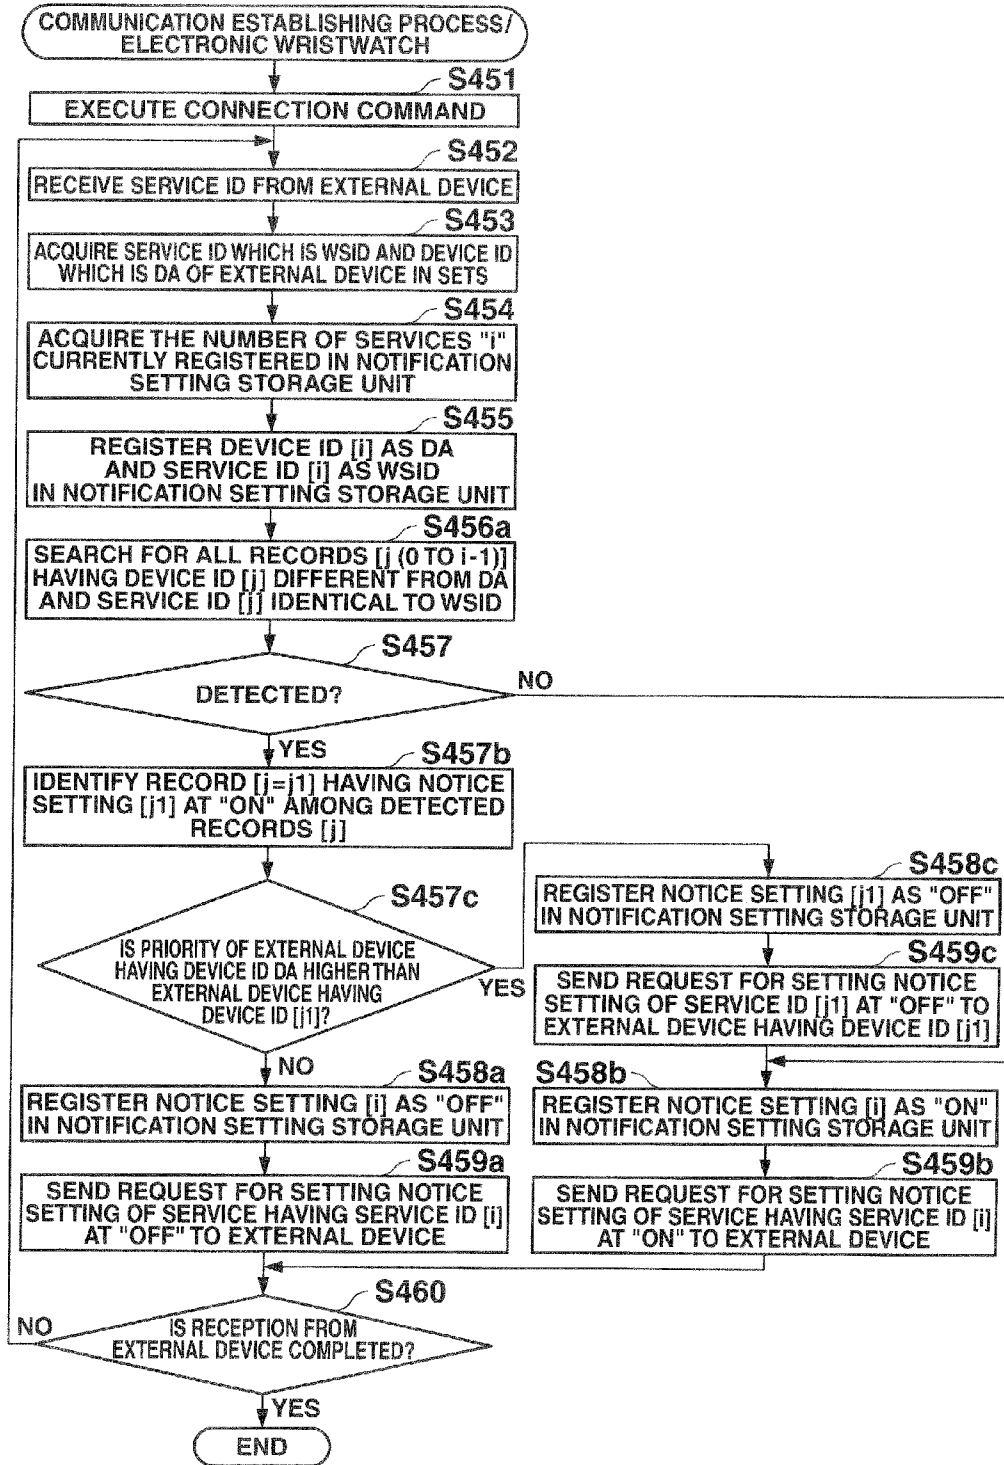 COMMUNICATION ESTABLISHING PROCESS/
ELECTRONIC WRISTWATCH
S451
EXECUTE CONNECTION COMMAND
S452
RECEIVE SERVICE ID FROM EXTERNAL DEVICE
S453
ACQUIRE SERVICE ID WHICH IS WSID AND DEVICE ID
WHICH IS DA OF EXTERNAL DEVICE IN SETS
S454
ACQUIRE THE NUMBER OF SERVICES "i"
CURRENTLY REGISTERED IN NOTIFICATION
SETTING STORAGE UNIT
S455
REGISTER DEVICE ID [i] AS DA
AND SERVICE ID [i] AS WSID
IN NOTIFICATION SETTING STORAGE UNIT
S456a
SEARCH FOR ALL RECORDS [j (0 TO i-1)]
HAVING DEVICE ID [j] DIFFERENT FROM DA
AND SERVICE ID [j] IDENTICAL TO WSID
S457
DETECTED?
NO
YES
S457b
IDENTIFY RECORD [j=j1] HAVING NOTICE
SETTING [j1] AT "ON" AMONG DETECTED
RECORDS [j]
S457c
IS PRIORITY OF EXTERNAL DEVICE
HAVING DEVICE ID DA HIGHER THAN
EXTERNAL DEVICE HAVING
DEVICE ID [j1]?
YES
NO
S458c
REGISTER NOTICE SETTING [j1] AS "OFF"
IN NOTIFICATION SETTING STORAGE UNIT
S459c
SEND REQUEST FOR SETTING NOTICE
SETTING OF SERVICE ID [j1] AT "OFF" TO
EXTERNAL DEVICE HAVING DEVICE ID [j1]
S458a
REGISTER NOTICE SETTING [i] AS "OFF"
IN NOTIFICATION SETTING STORAGE UNIT
S459a
SEND REQUEST FOR SETTING NOTICE
SETTING OF SERVICE HAVING SERVICE ID [i]
AT "OFF" TO EXTERNAL DEVICE
S458b
REGISTER NOTICE SETTING [i] AS "ON"
IN NOTIFICATION SETTING STORAGE UNIT
S459b
SEND REQUEST FOR SETTING NOTICE
SETTING OF SERVICE HAVING SERVICE ID [i]
AT "ON" TO EXTERNAL DEVICE
S460
IS RECEPTION FROM
EXTERNAL DEVICE COMPLETED?
NO
YES
END